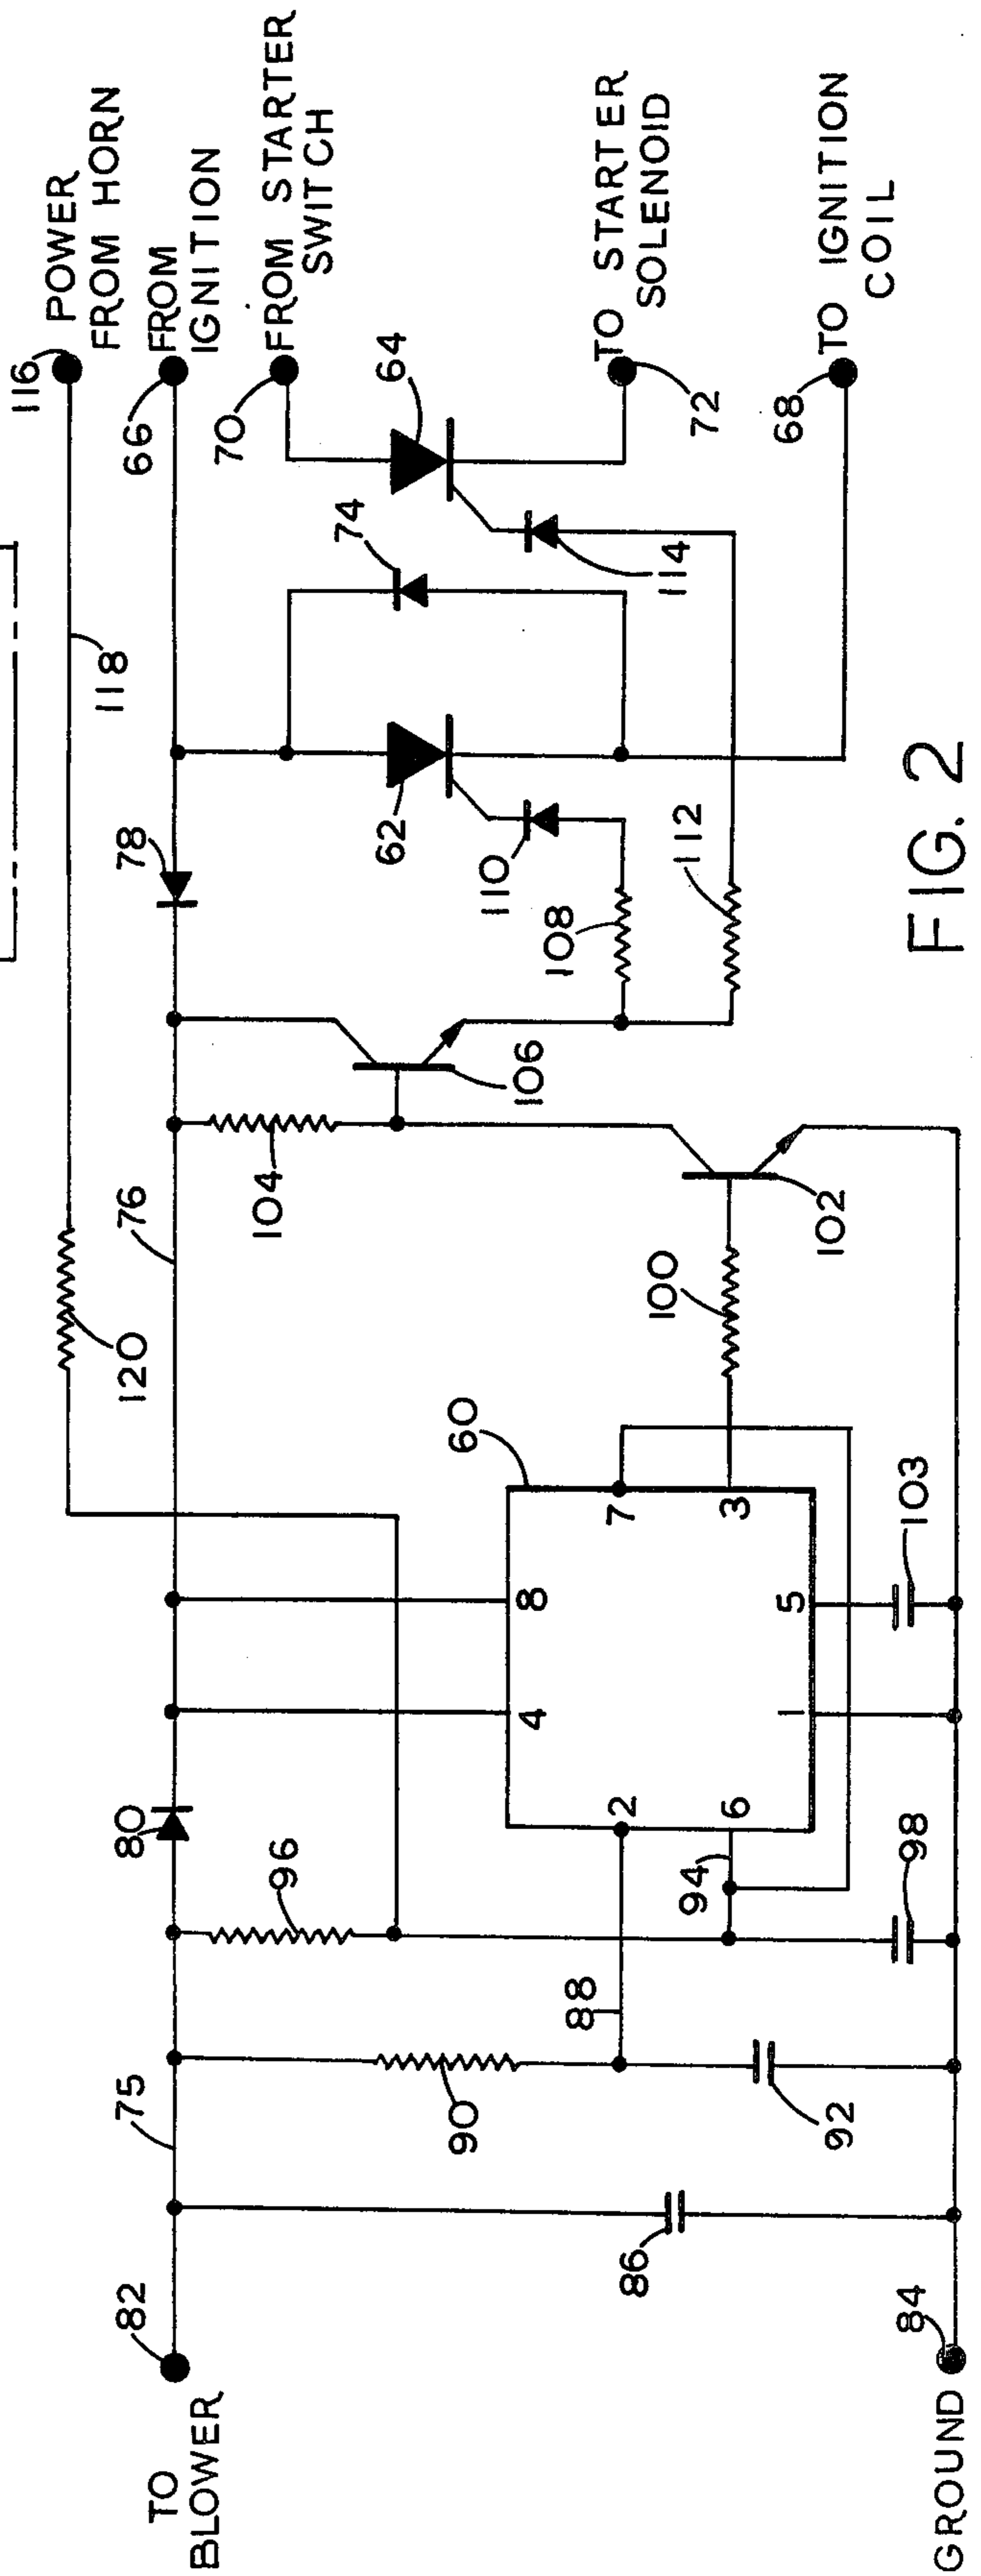 116
POWER
FROM HORN
118
120
66
FROM
IGNITION
78
76
80
75
82
TO
BLOWER
70
FROM STARTER
SWITCH
64
74
62
106
104
96
60
110
108
114
112
TO STARTER
SOLENOID
72
8
4
7
3
2
6
5
1
100
102
88
90
94
92
86
103
98
68
TO IGNITION
COIL
84
GROUND
FIG. 2